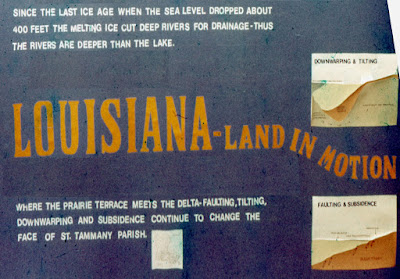 SINCE THE LAST ICE AGE WHEN THE SEA LEVEL DROPPED ABOUT
400 FEET THE MELTING ICE CUT DEEP RIVERS FOR DRAINAGE-THUS
THE RIVERS ARE DEEPER THAN THE LAKE.
DOWNWARPING & TILTING
LOUISIANA-LAND IN MOTION
WHERE THE PRAIRIE TERRACE MEETS THE DELTA-FAULTING, TILTING,
DOWNWARPING AND SUBSIDENCE CONTINUE TO CHANGE THE
FACE OF ST. TAMMANY PARISH.
FAULTING & SUBSIDENCE